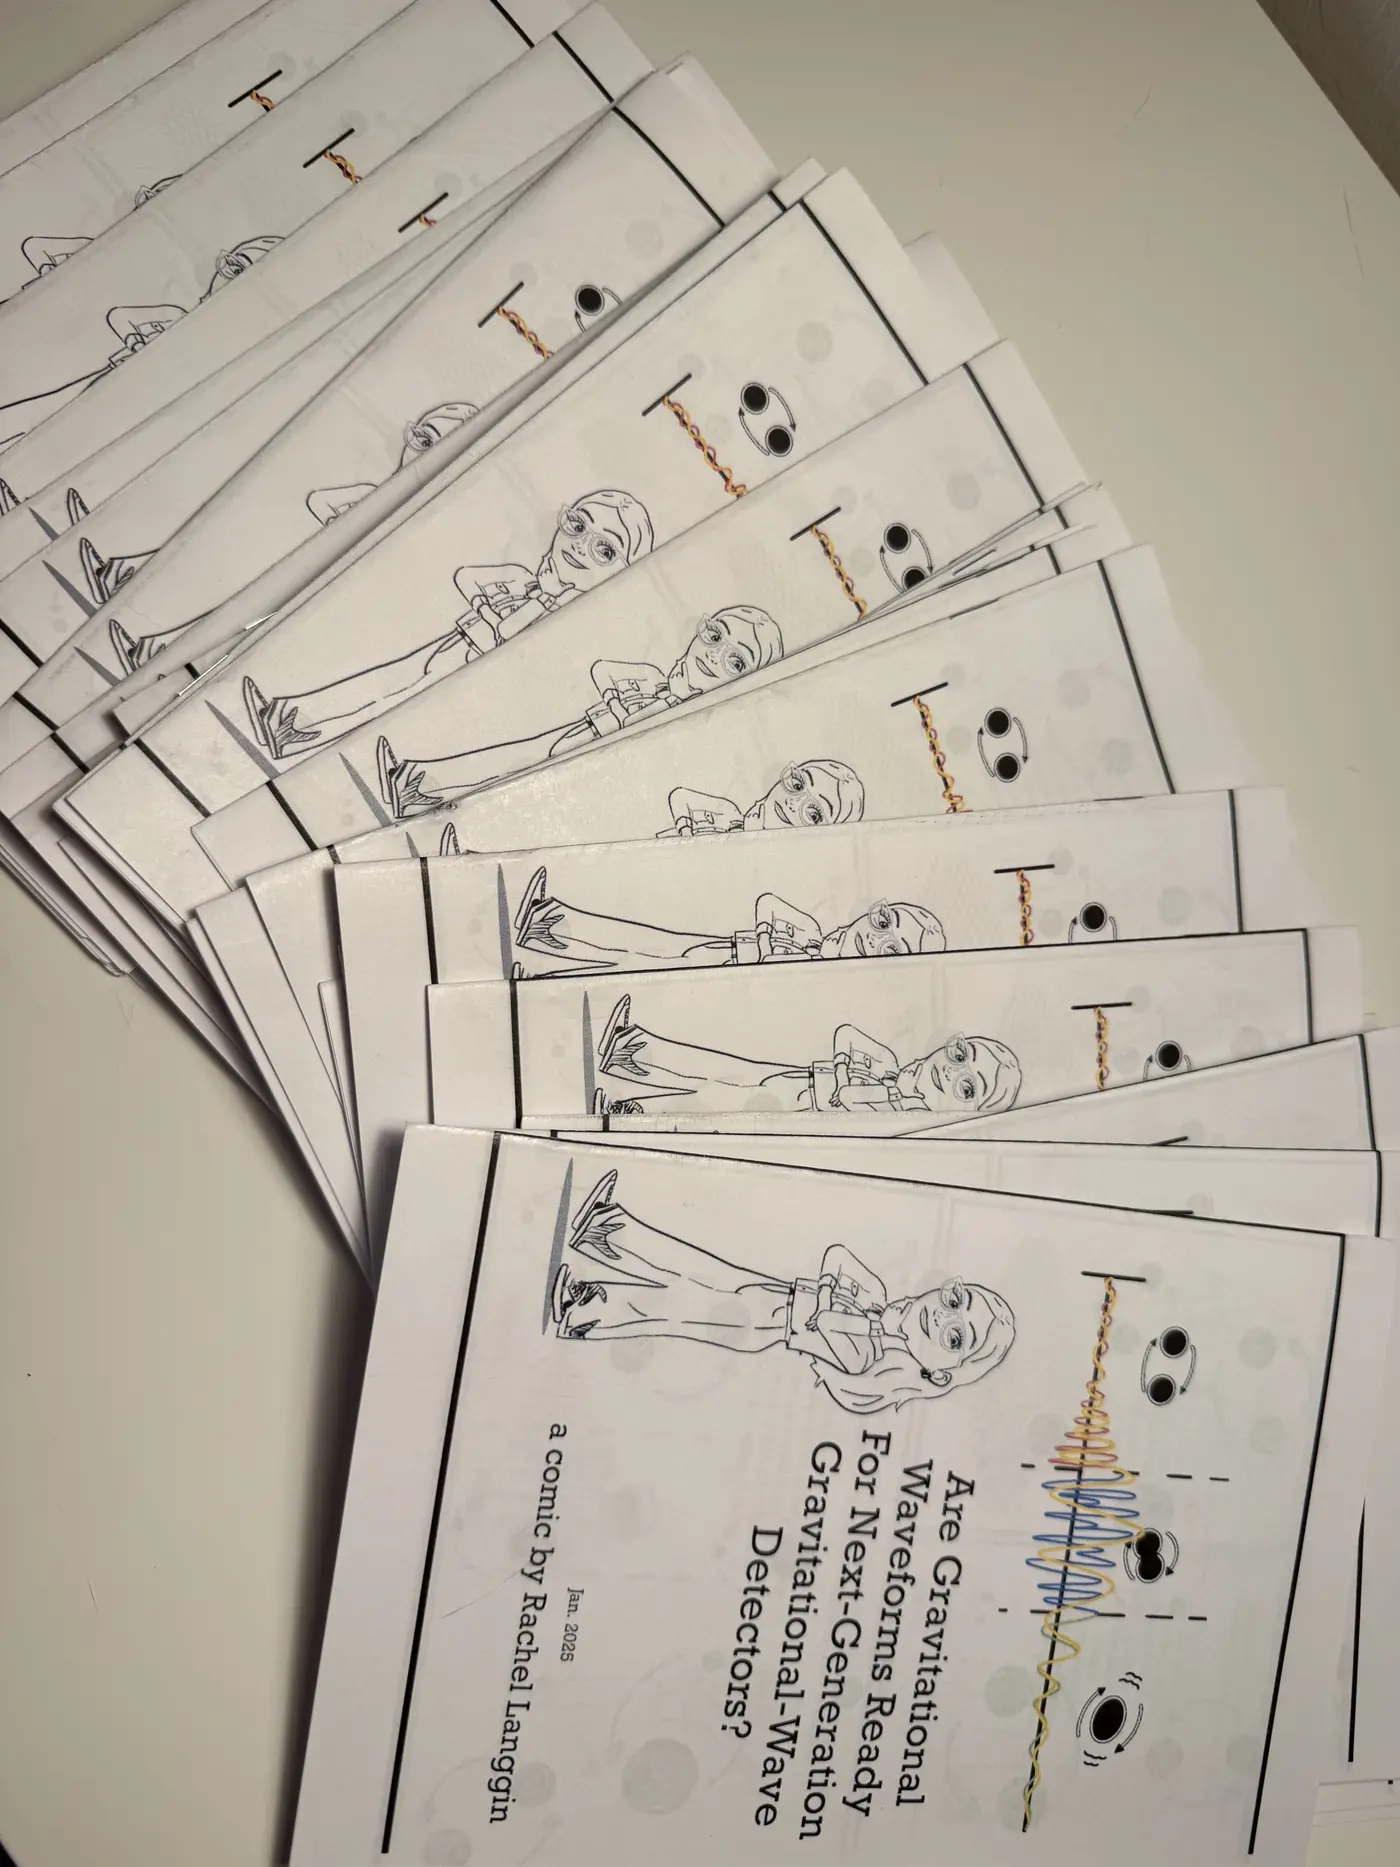 Are Gravitational
Waveforms Ready
For Next-Generation
Gravitational-Wave
Detectors?
Jan. 2025
a comic by Rachel Langgin